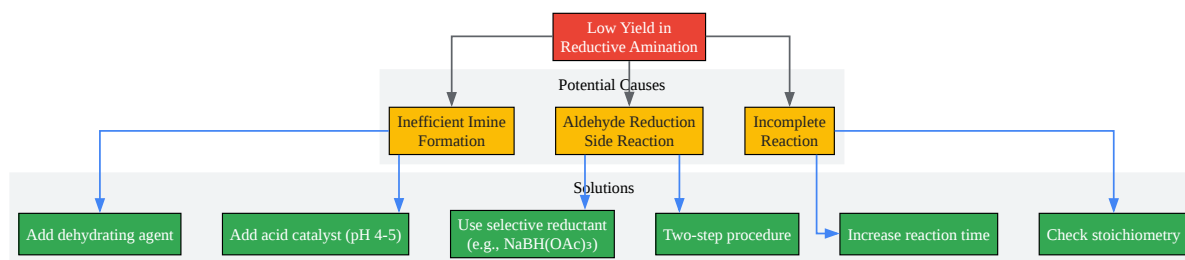 Low Yield in
Reductive Amination
Potential Causes
Inefficient Imine
Formation
Aldehyde Reduction
Side Reaction
Incomplete
Reaction
Solutions
Add dehydrating agent
Add acid catalyst (pH 4-5)
Use selective reductant
(e.g., NaBH(OAc)₃)
Two-step procedure
Increase reaction time
Check stoichiometry